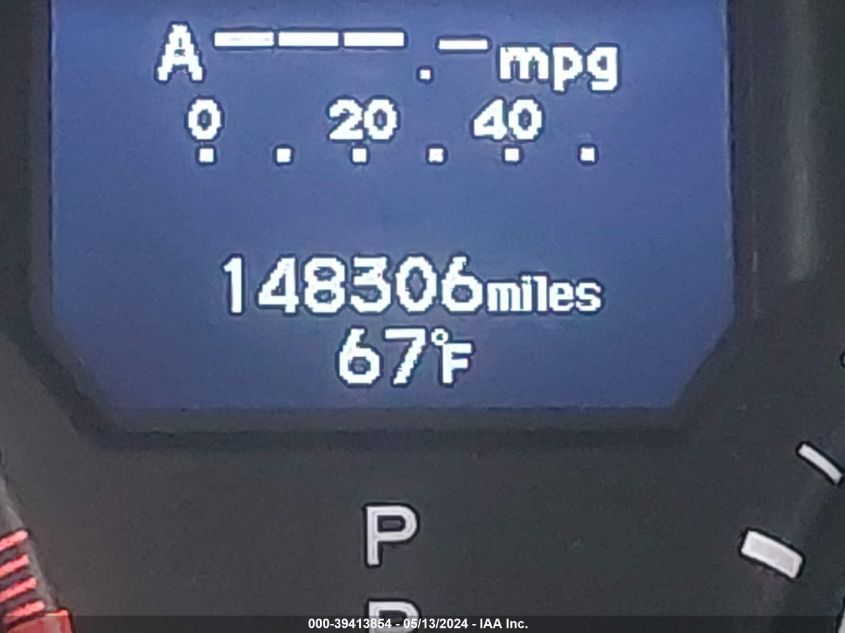 A ---.- mpg
0 20 40
148306miles
67°F
P
R
000-39413854 - 05/13/2024 - IAA Inc.